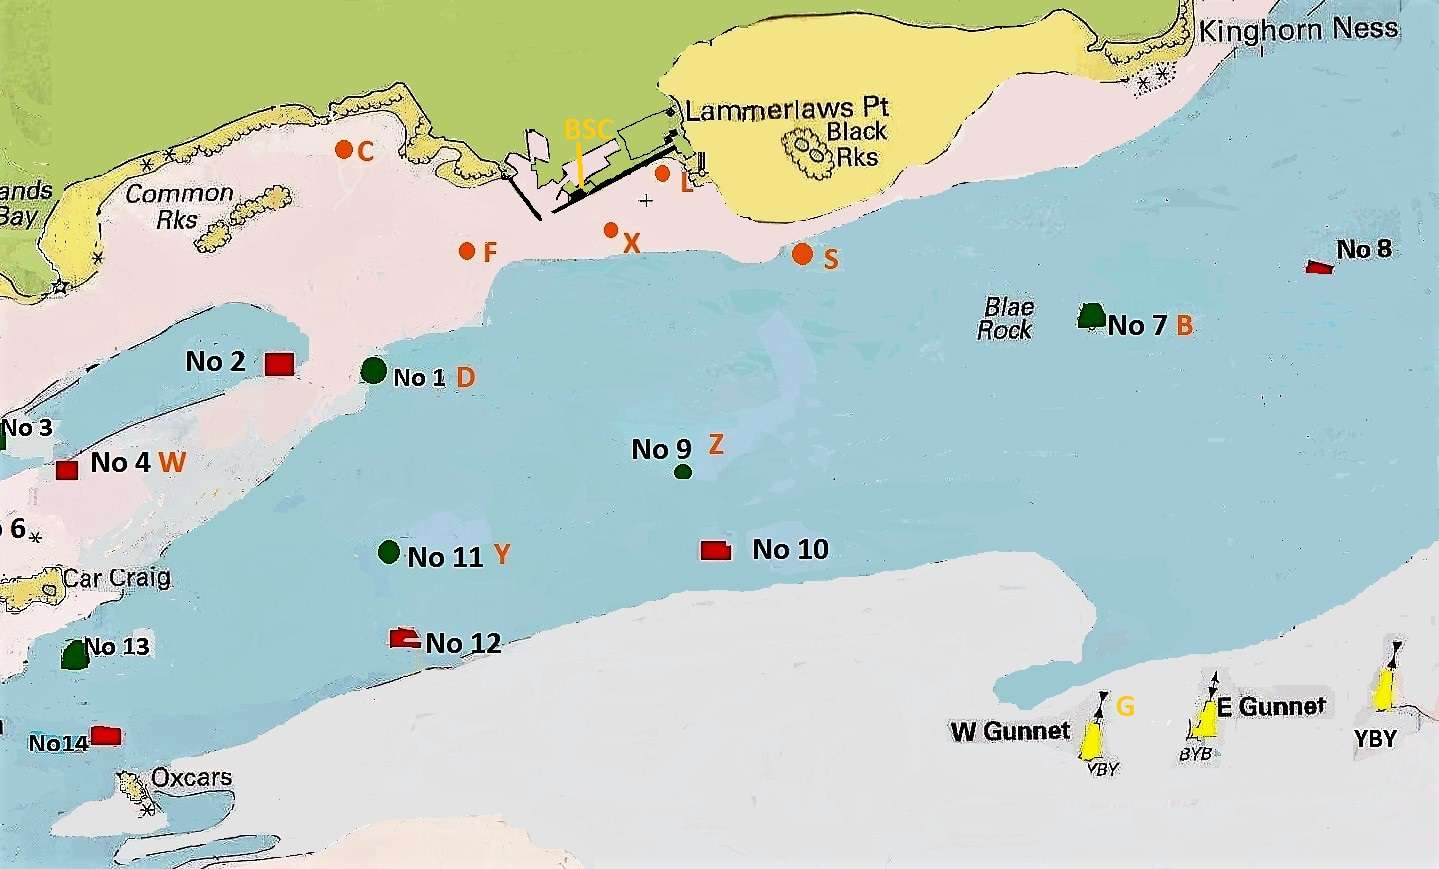 Kinghorn Ness
Lammerlaws Pt
BSC
Black
Rks
C
L
ands
Bay
Common
Rks
F
X
S
No 8
Blae
Rock
No 7 B
No 2
No 1 D
No 3
No 4 W
No 9 Z
6
No 11 Y
No 10
Car Craig
No 13
No 12
G
W Gunnet
E Gunnet
YBY
BYB
YBY
No14
Oxcars